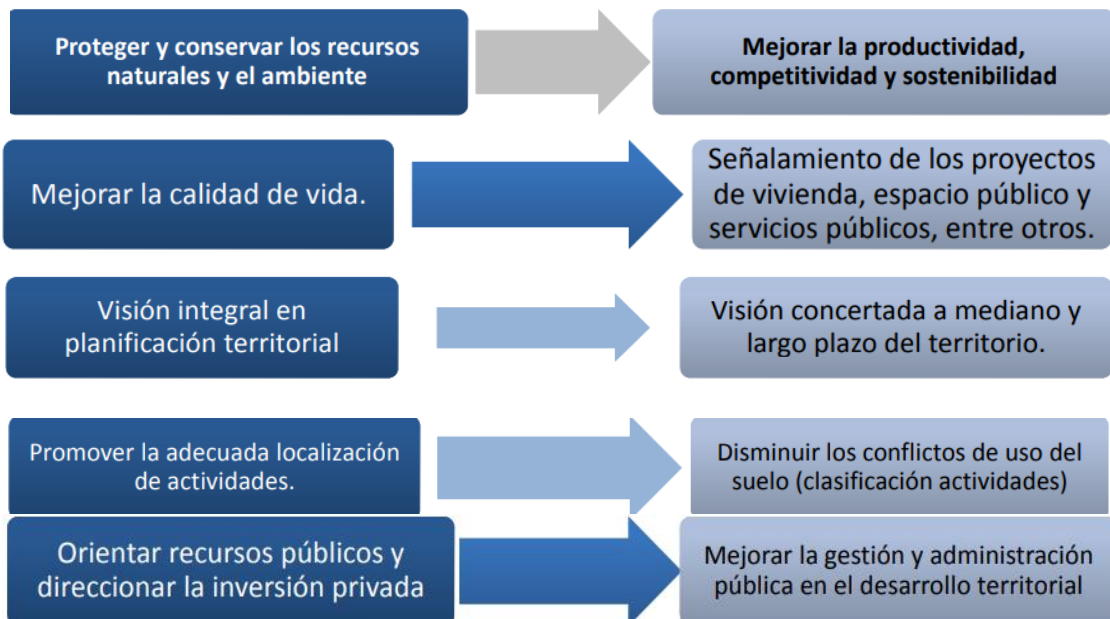 Proteger y conservar los recursos
naturales y el ambiente
Mejorar la productividad,
competitividad y sostenibilidad
Mejorar la calidad de vida.
Señalamiento de los proyectos
de vivienda, espacio público y
servicios públicos, entre otros.
Visión integral en
planificación territorial
Visión concertada a mediano y
largo plazo del territorio.
Promover la adecuada localización
de actividades.
Disminuir los conflictos de uso del
suelo (clasificación actividades)
Orientar recursos públicos y
direccionar la inversión privada
Mejorar la gestión y administración
pública en el desarrollo territorial